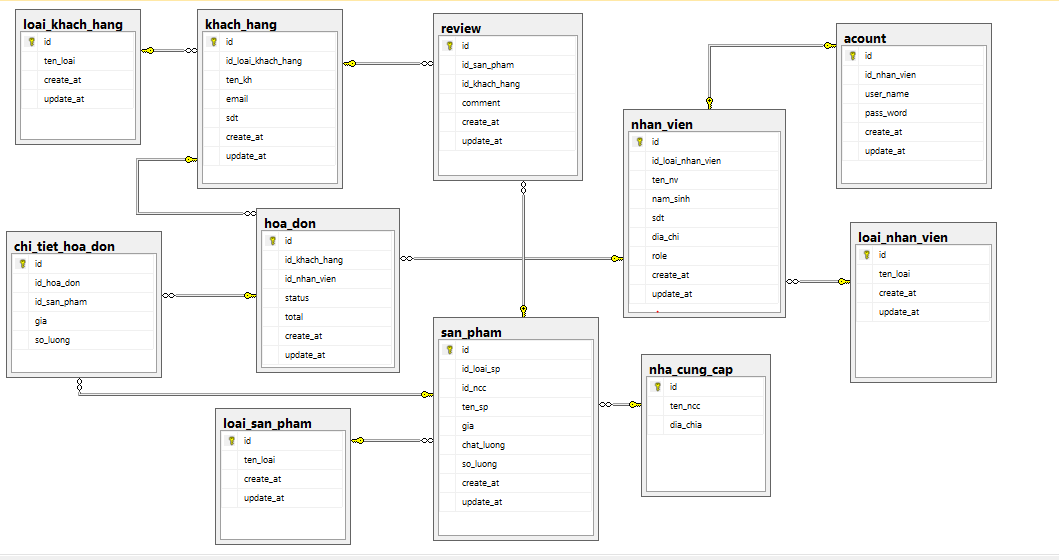 loai_khach_hang
id
ten_loai
create_at
update_at
khach_hang
id
id_loai_khach_hang
ten_kh
email
sdt
create_at
update_at
review
id
id_san_pham
id_khach_hang
comment
create_at
update_at
acount
id
id_nhan_vien
user_name
pass_word
create_at
update_at
nhan_vien
id
id_loai_nhan_vien
ten_nv
nam_sinh
sdt
dia_chi
role
create_at
update_at
hoa_don
id
id_khach_hang
id_nhan_vien
status
total
create_at
update_at
chi_tiet_hoa_don
id
id_hoa_don
id_san_pham
gia
so_luong
loai_nhan_vien
id
ten_loai
create_at
update_at
san_pham
id
id_loai_sp
id_ncc
ten_sp
gia
chat_luong
so_luong
create_at
update_at
nha_cung_cap
id
ten_ncc
dia_chia
loai_san_pham
id
ten_loai
create_at
update_at